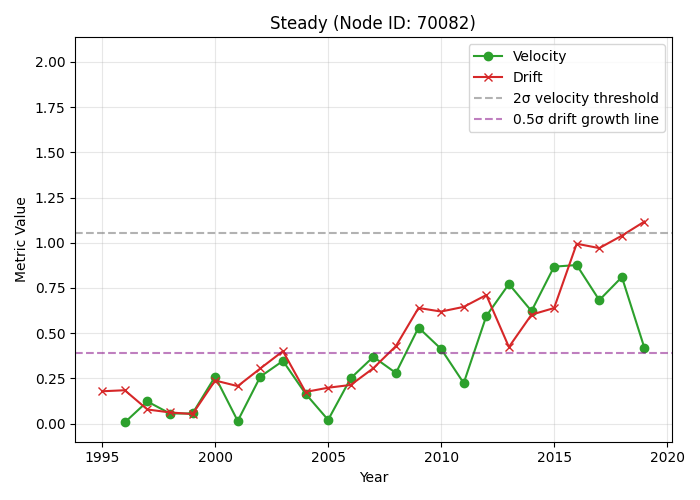 Steady (Node ID: 70082)
Velocity
Drift
2σ velocity threshold
0.5σ drift growth line
2.00
1.75
1.50
1.25
1.00
0.75
0.50
0.25
0.00
Metric Value
1995 2000 2005 2010 2015 2020
Year